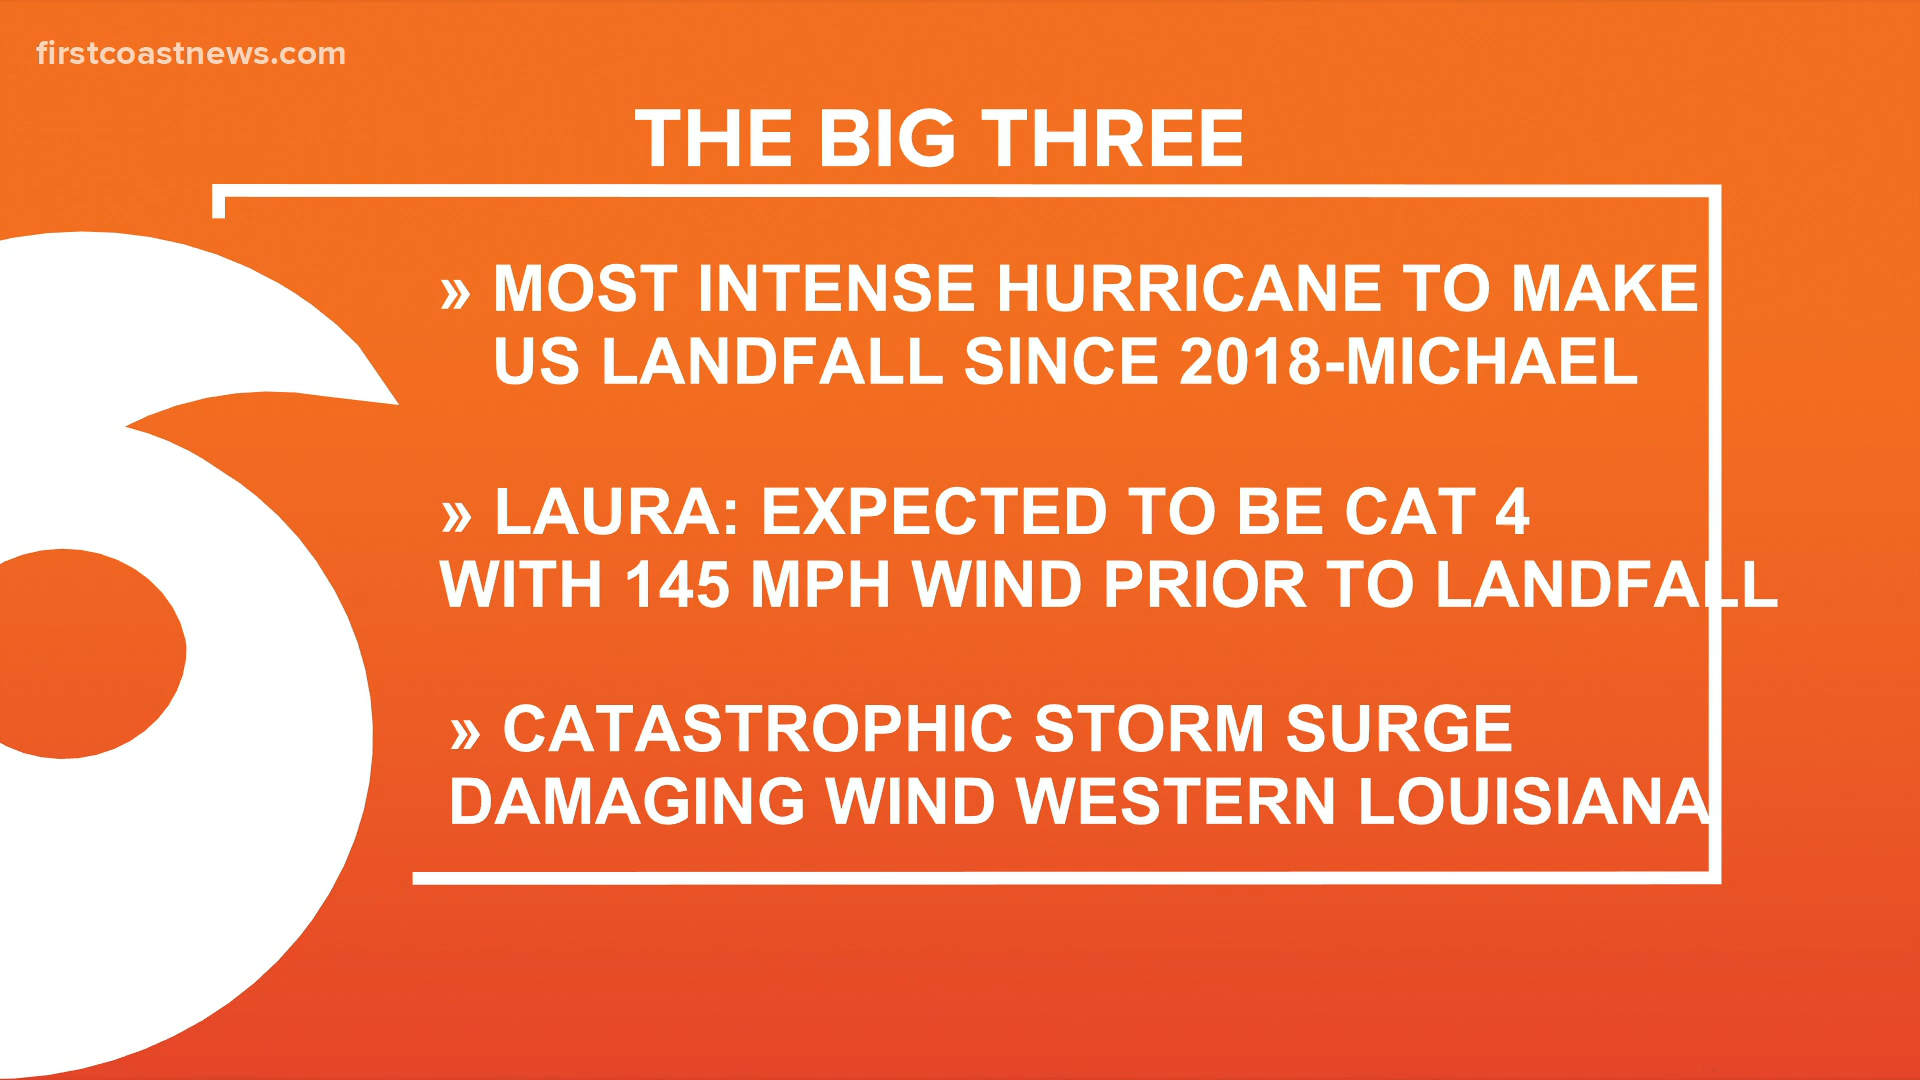 firstcoastnews.com
THE BIG THREE
» MOST INTENSE HURRICANE TO MAKE
US LANDFALL SINCE 2018-MICHAEL
» LAURA: EXPECTED TO BE CAT 4
WITH 145 MPH WIND PRIOR TO LANDFALL
» CATASTROPHIC STORM SURGE
DAMAGING WIND WESTERN LOUISIANA